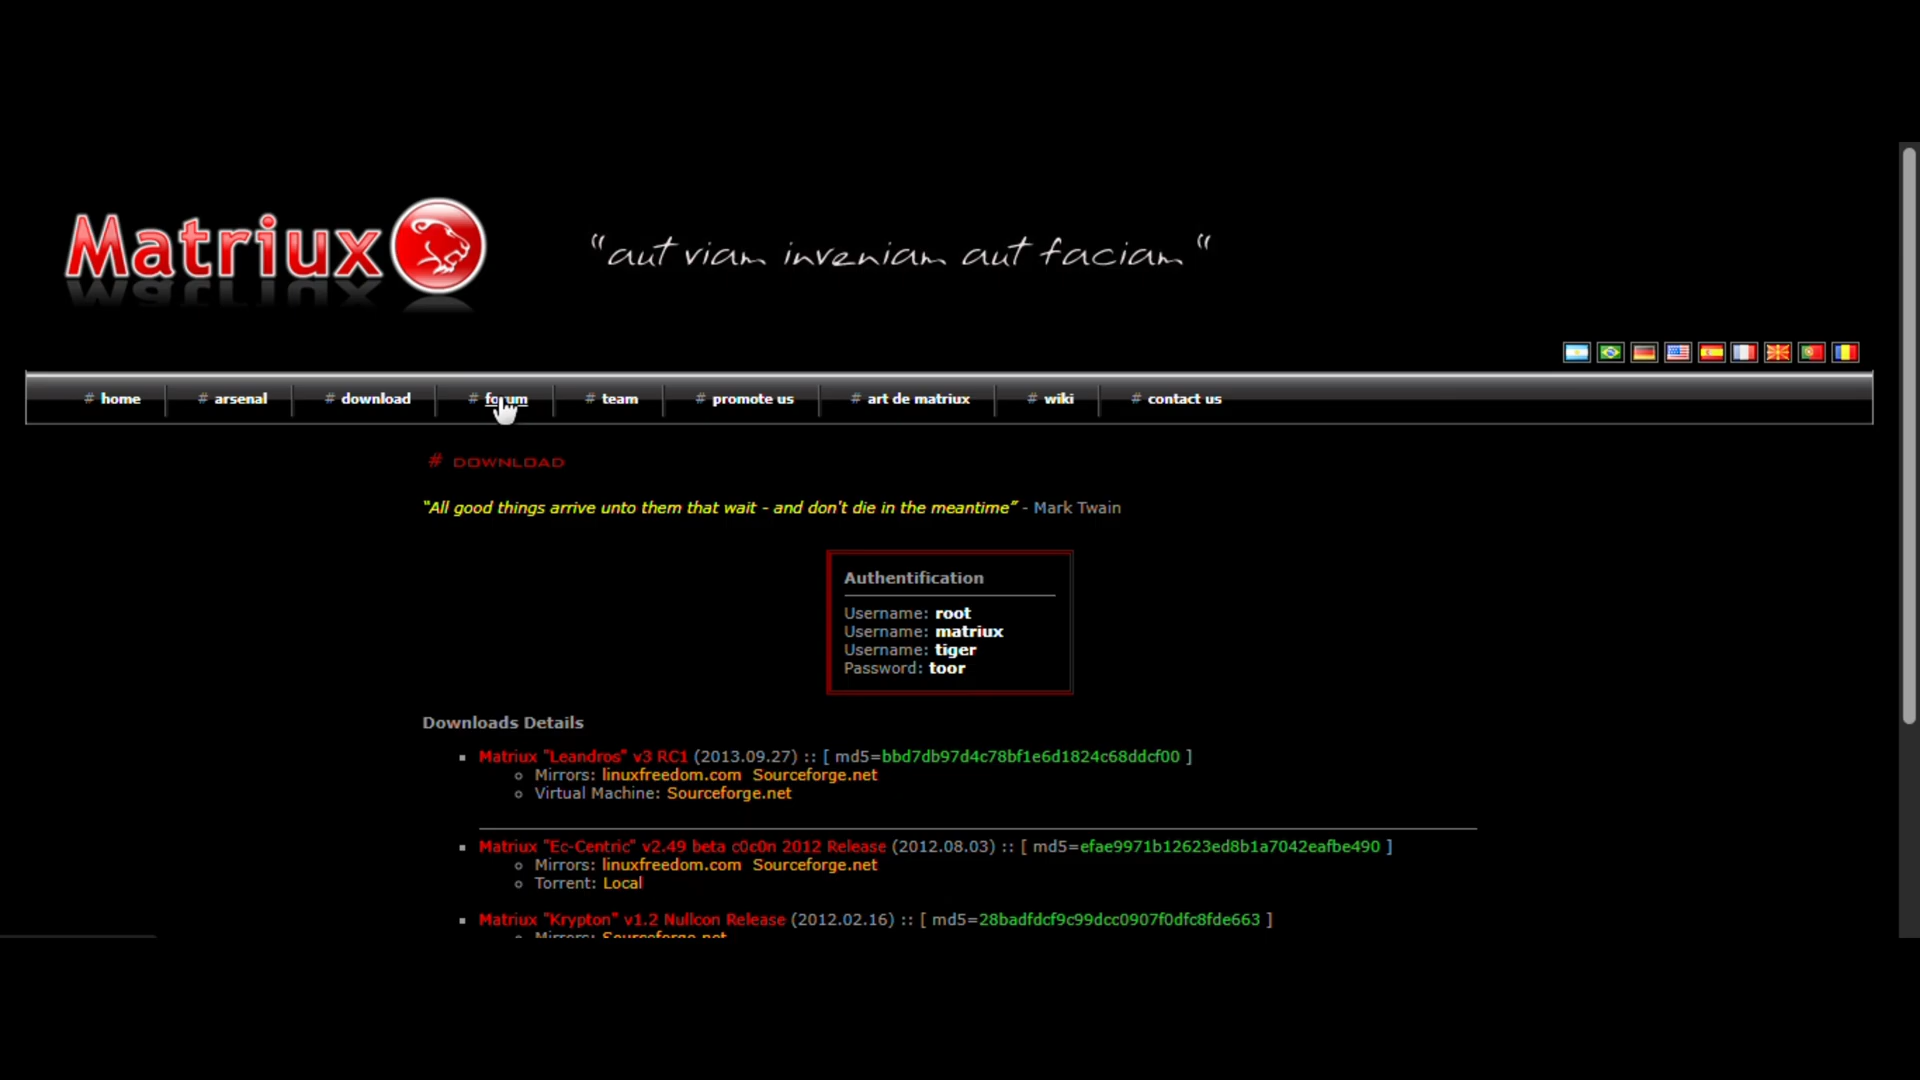 Matriux
"aut viam inveniam aut faciam"
# home # arsenal # download # forum # team # promote us # art de matriux # wiki # contact us
# DOWNLOAD
"All good things arrive unto them that wait - and don't die in the meantime" - Mark Twain
Authentification
Username: root
Username: matriux
Username: tiger
Password: toor
Downloads Details
Matriux "Leandros" v3 RC1 (2013.09.27) :: [ md5=bbd7db97d4c78bf1e6d1824c68ddcf00 ]
Mirrors: linuxfreedom.com Sourceforge.net
Virtual Machine: Sourceforge.net
Matriux "Ec-Centric" v2.49 beta c0c0n 2012 Release (2012.08.03) :: [ md5=efae9971b12623ed8b1a7042eafbe490 ]
Mirrors: linuxfreedom.com Sourceforge.net
Torrent: Local
Matriux "Krypton" v1.2 Nullcon Release (2012.02.16) :: [ md5=28badfdcf9c99dcc0907f0dfc8fde663 ]
Mirrors: Sourceforge.net